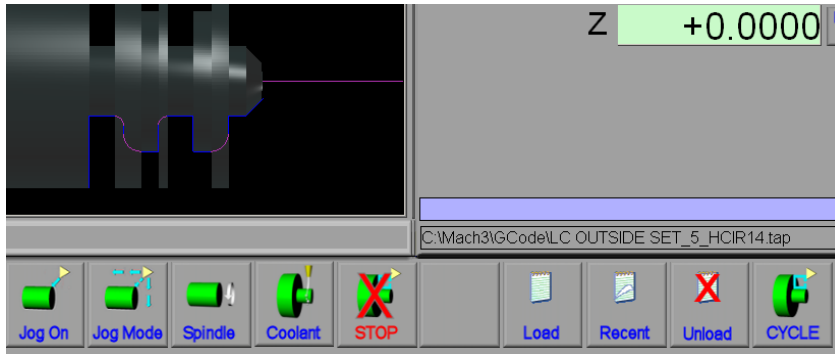 Z +0.0000
C:\Mach3\GCode\LC OUTSIDE SET_5_HCIR14.tap
Jog On Jog Mode Spindle Coolant STOP Load Recent Unload CYCLE